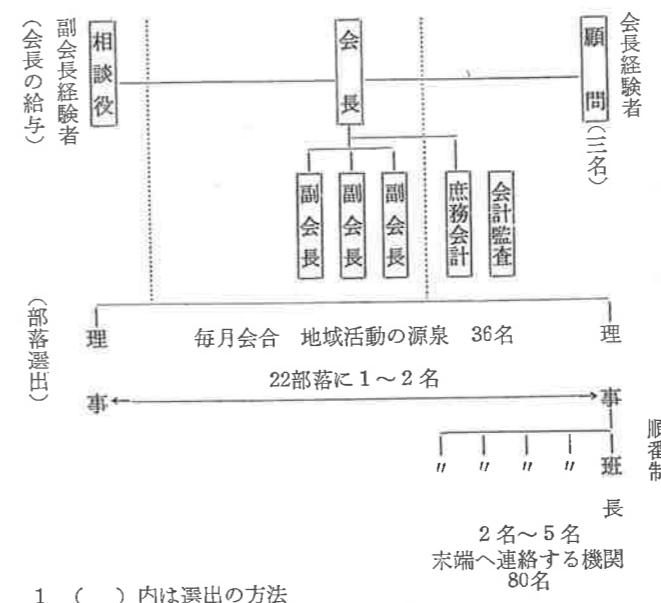 会長経験者
顧問
(三名)
会長
相談役
副会長経験者
(会長の給与)
副会長
副会長
副会長
庶務会計
会計監査
(部落選出)
理事
毎月会合 地域活動の源泉 36名
22部落に1~2名
理事
順番制
〃 〃 〃 〃 班長
2名~5名
末端へ連絡する機関
80名
1 ( )内は選出の方法